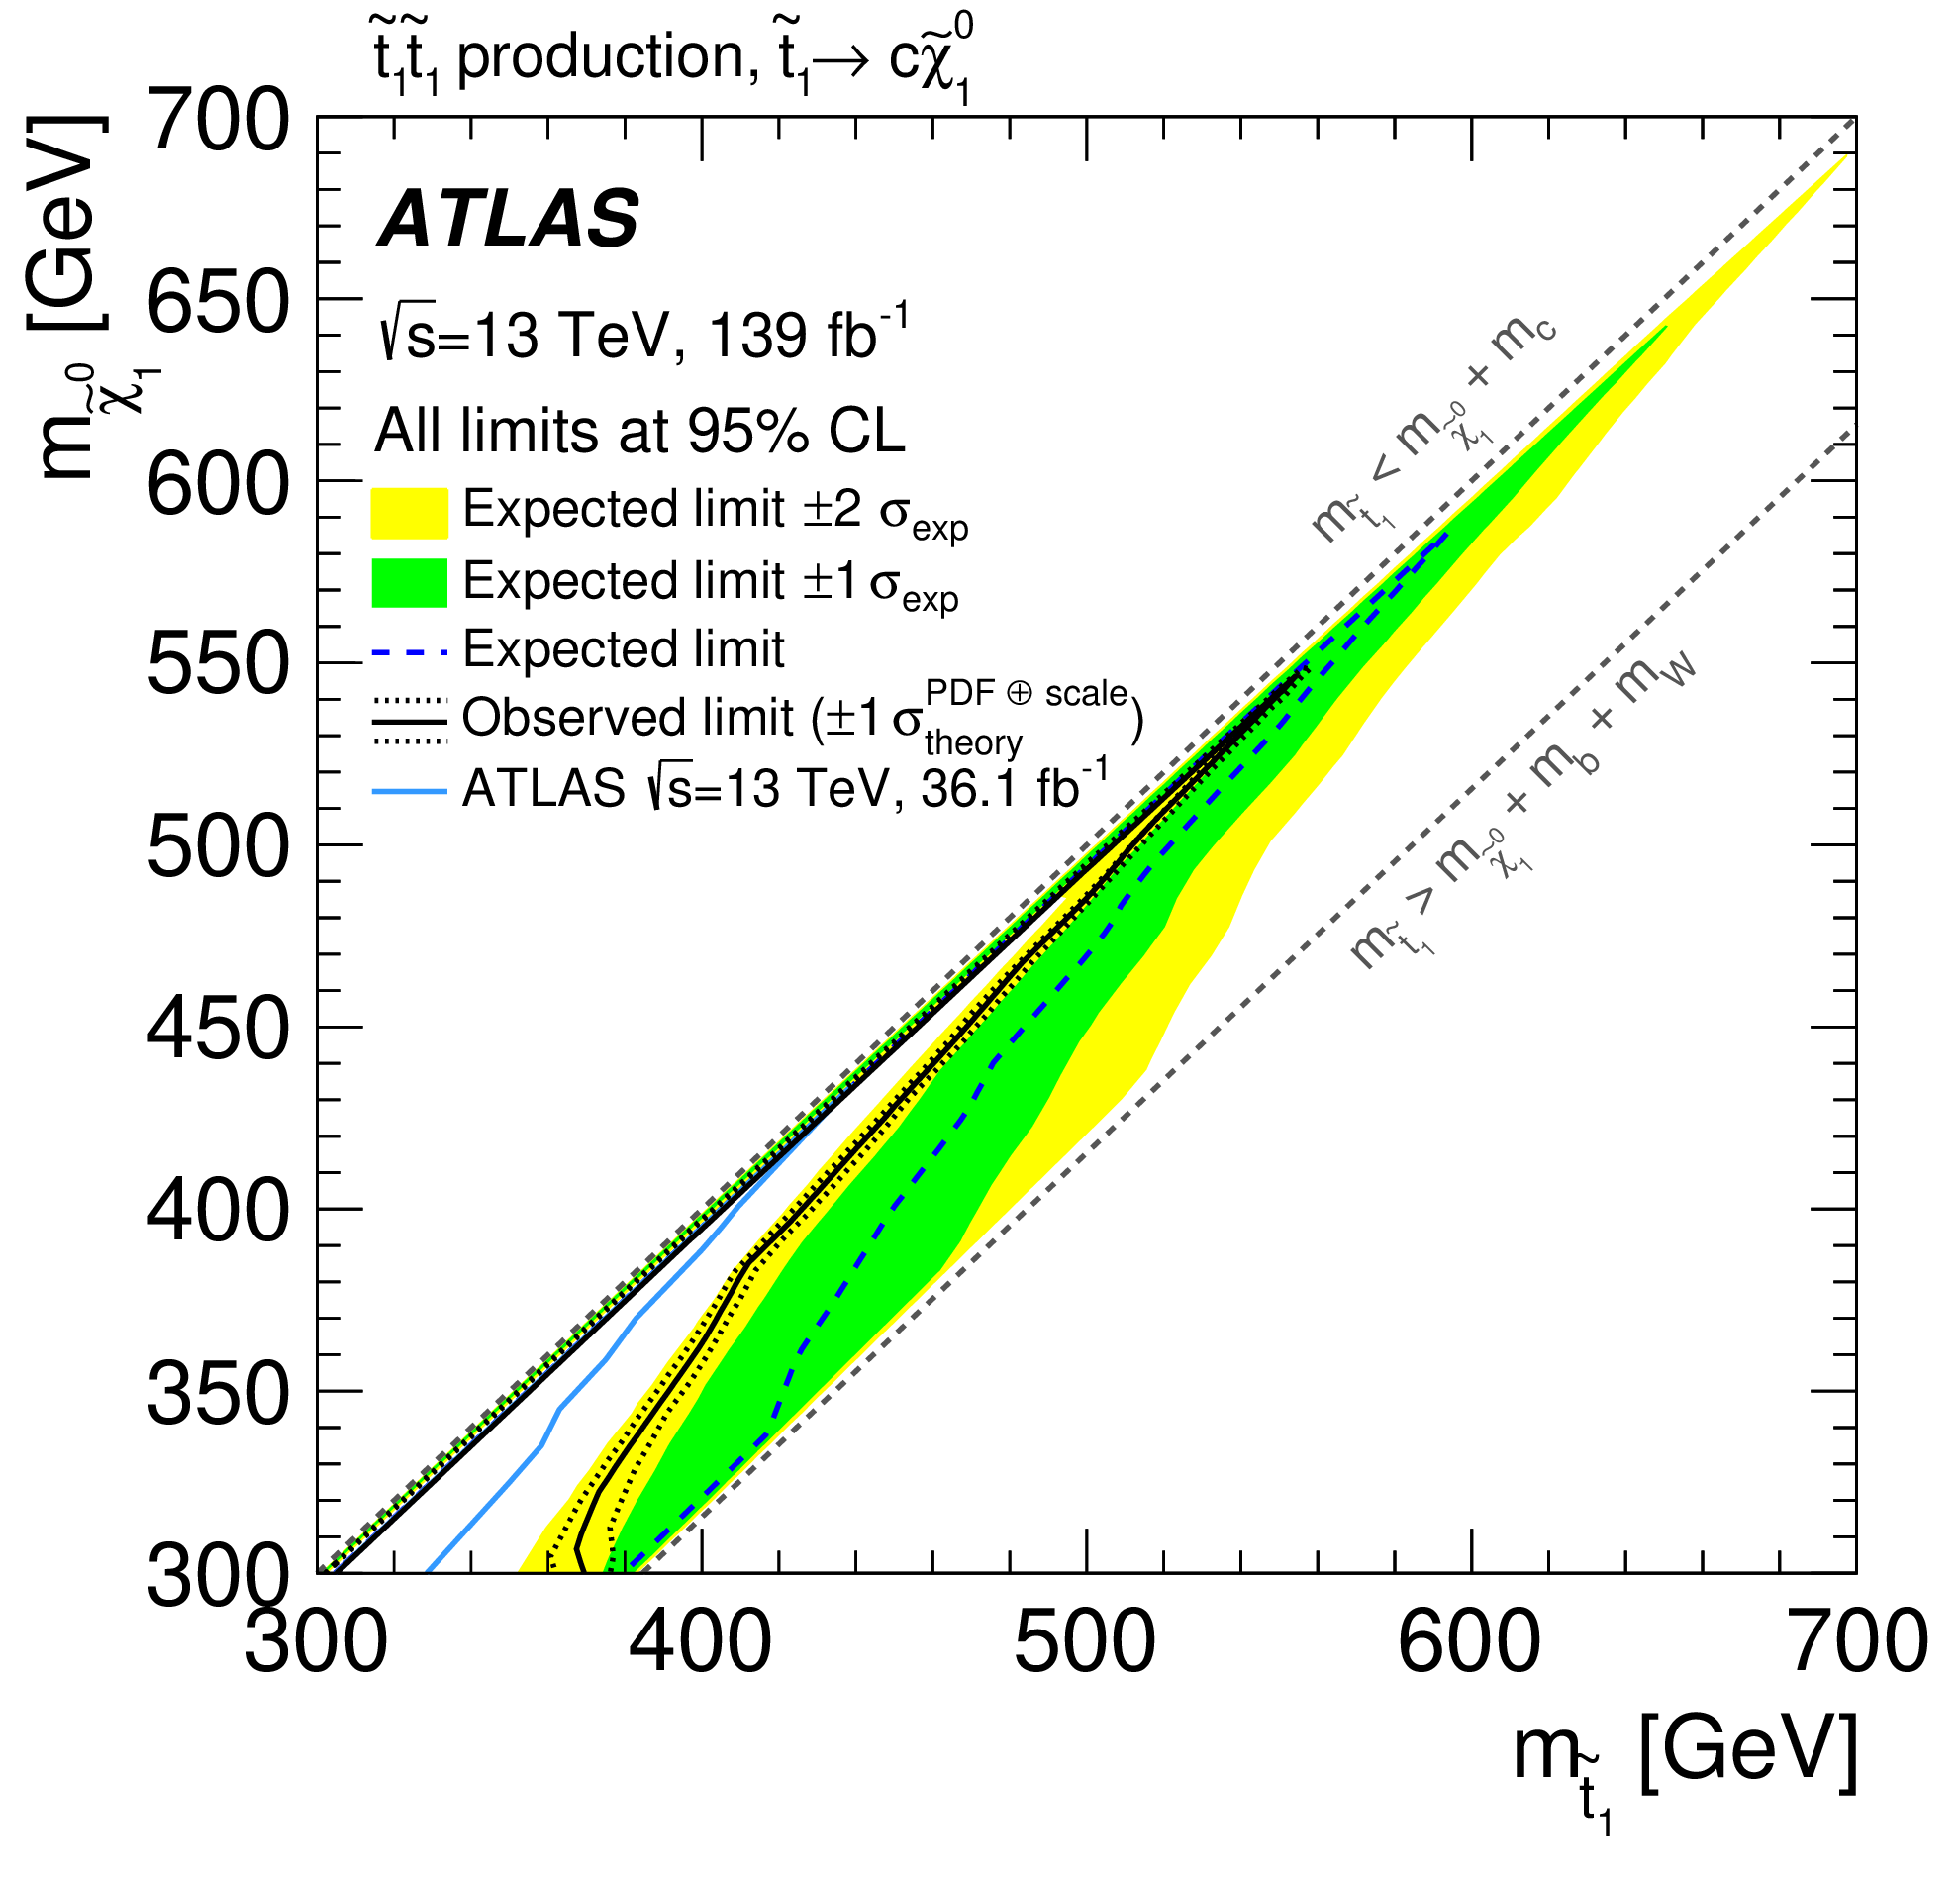 t̃₁t̃₁ production, t̃₁→ cχ̃₁⁰
ATLAS
√s=13 TeV, 139 fb⁻¹
All limits at 95% CL
Expected limit ±2 σ_exp
Expected limit ±1 σ_exp
Expected limit
Observed limit (±1 σ_theory^PDF ⊕ scale)
ATLAS √s=13 TeV, 36.1 fb⁻¹
m_t̃₁ < m_χ̃₁⁰ + m_c
m_t̃₁ > m_χ̃₁⁰ + m_b + m_W
m_χ̃₁⁰ [GeV]
700
650
600
550
500
450
400
350
300
300 400 500 600 700
m_t̃₁ [GeV]